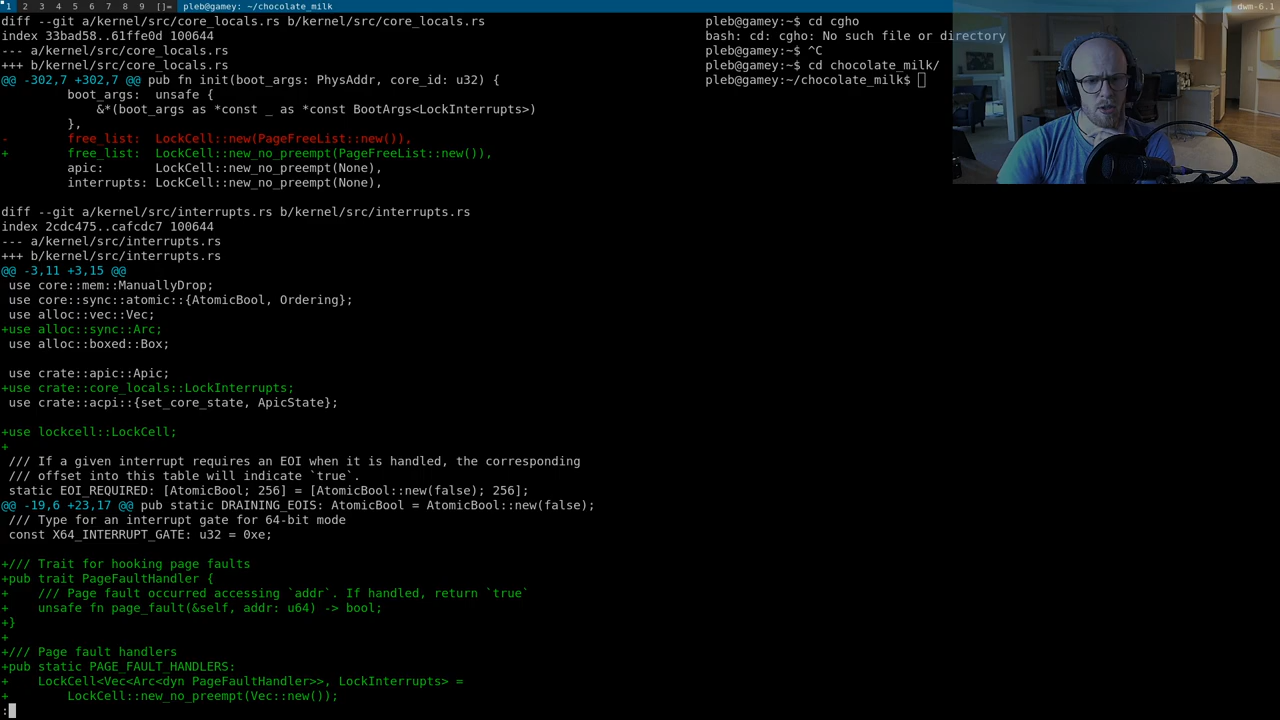 1 2 3 4 5 6 7 8 9 []= pleb@gamey: ~/chocolate_milk dwm-6.1
diff --git a/kernel/src/core_locals.rs b/kernel/src/core_locals.rs
index 33bad58..61ffe0d 100644
--- a/kernel/src/core_locals.rs
+++ b/kernel/src/core_locals.rs
@@ -302,7 +302,7 @@ pub fn init(boot_args: PhysAddr, core_id: u32) {
         boot_args:  unsafe {
             &*(boot_args as *const _ as *const BootArgs<LockInterrupts>)
         },
-        free_list:  LockCell::new(PageFreeList::new()),
+        free_list:  LockCell::new_no_preempt(PageFreeList::new()),
         apic:       LockCell::new_no_preempt(None),
         interrupts: LockCell::new_no_preempt(None),
diff --git a/kernel/src/interrupts.rs b/kernel/src/interrupts.rs
index 2cdc475..cafcdc7 100644
--- a/kernel/src/interrupts.rs
+++ b/kernel/src/interrupts.rs
@@ -3,11 +3,15 @@
 use core::mem::ManuallyDrop;
 use core::sync::atomic::{AtomicBool, Ordering};
 use alloc::vec::Vec;
+use alloc::sync::Arc;
 use alloc::boxed::Box;
 use crate::apic::Apic;
+use crate::core_locals::LockInterrupts;
 use crate::acpi::{set_core_state, ApicState};
+use lockcell::LockCell;
+
 /// If a given interrupt requires an EOI when it is handled, the corresponding
 /// offset into this table will indicate `true`.
 static EOI_REQUIRED: [AtomicBool; 256] = [AtomicBool::new(false); 256];
@@ -19,6 +23,17 @@ pub static DRAINING_EOIS: AtomicBool = AtomicBool::new(false);
 /// Type for an interrupt gate for 64-bit mode
 const X64_INTERRUPT_GATE: u32 = 0xe;
+/// Trait for hooking page faults
+pub trait PageFaultHandler {
+    /// Page fault occurred accessing `addr`. If handled, return `true`
+    unsafe fn page_fault(&self, addr: u64) -> bool;
+}
+
+/// Page fault handlers
+pub static PAGE_FAULT_HANDLERS:
+    LockCell<Vec<Arc<dyn PageFaultHandler>>, LockInterrupts> =
+        LockCell::new_no_preempt(Vec::new());
:
pleb@gamey:~$ cd cgho
bash: cd: cgho: No such file or directory
pleb@gamey:~$ ^C
pleb@gamey:~$ cd chocolate_milk/
pleb@gamey:~/chocolate_milk$